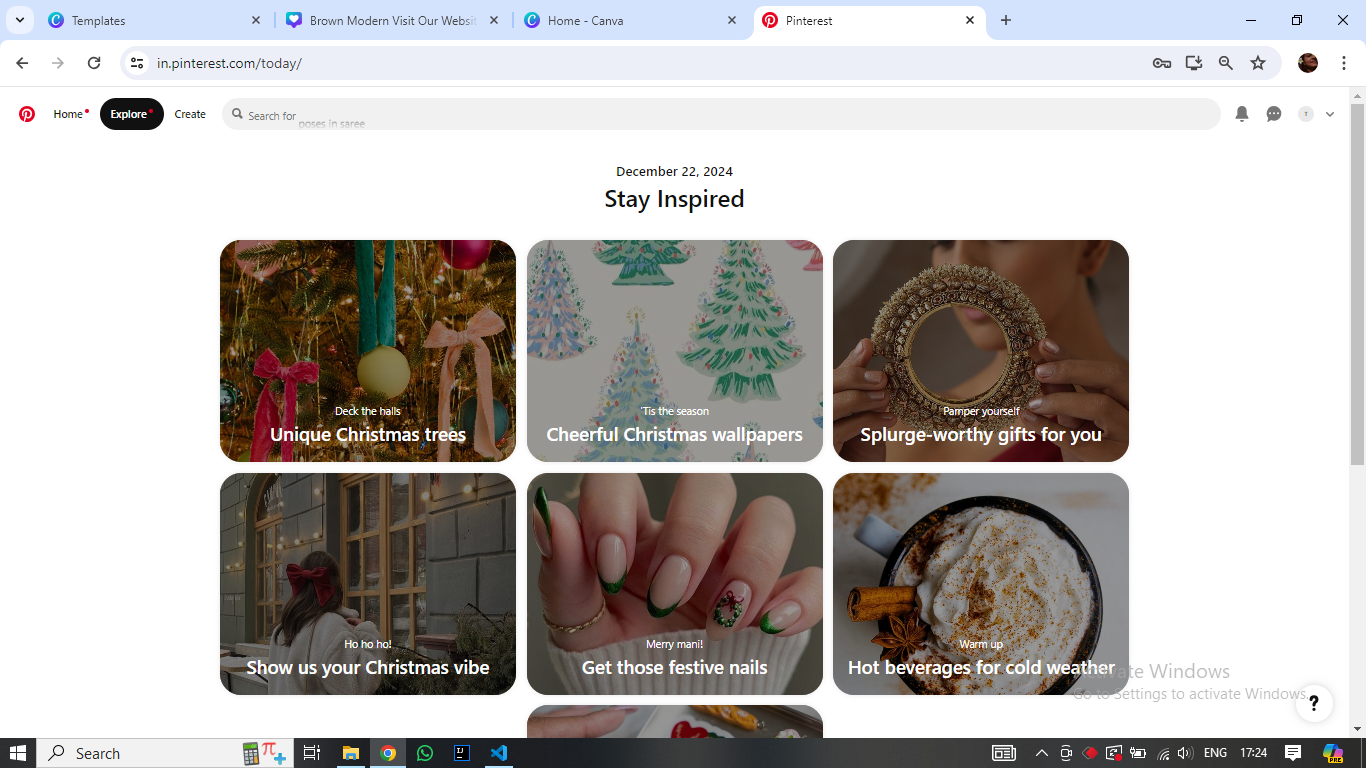 Templates
Brown Modern Visit Our Websi
Home - Canva
Pinterest
in.pinterest.com/today/
Home
Explore
Create
Search for
poses in saree
December 22, 2024
Stay Inspired
Deck the halls
Unique Christmas trees
'Tis the season
Cheerful Christmas wallpapers
Pamper yourself
Splurge-worthy gifts for you
Ho ho ho!
Show us your Christmas vibe
Merry mani!
Get those festive nails
Warm up
Hot beverages for cold weather
Activate Windows
Go to Settings to activate Windows.
?
Search
ENG
17:24
PRE